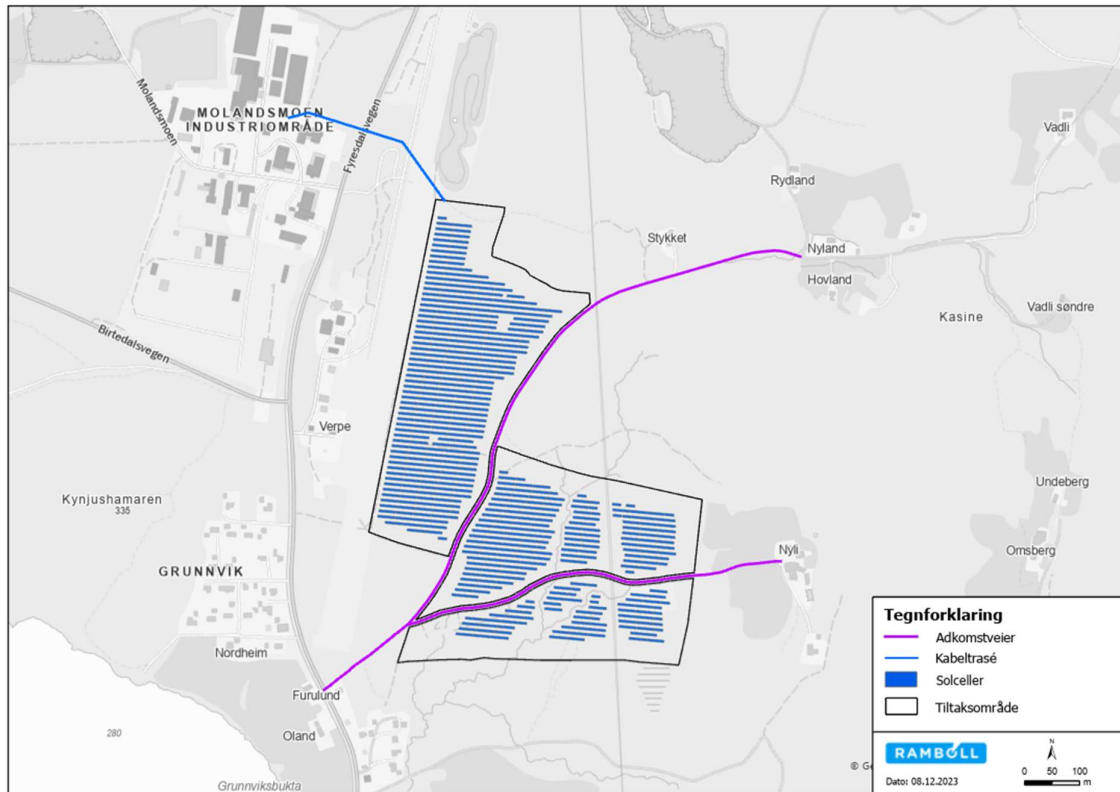 Molandsmoen
MOLANDSMOEN
INDUSTRIOMRÅDE
Fyresdalsvegen
Vadli
Rydland
Stykket
Nyland
Hovland
Vadli søndre
Kasine
Birtedalsvegen
Verpe
Kynjushamaren
335
Undeberg
Nyli
Omsberg
GRUNNVIK
Nordheim
Furulund
Oland
280
Grunnviksbukta
Tegnforklaring
Adkomstveier
Kabeltrasé
Solceller
Tiltaksområde
©
RAMBOLL
N
Dato: 08.12.2023
0 50 100
m